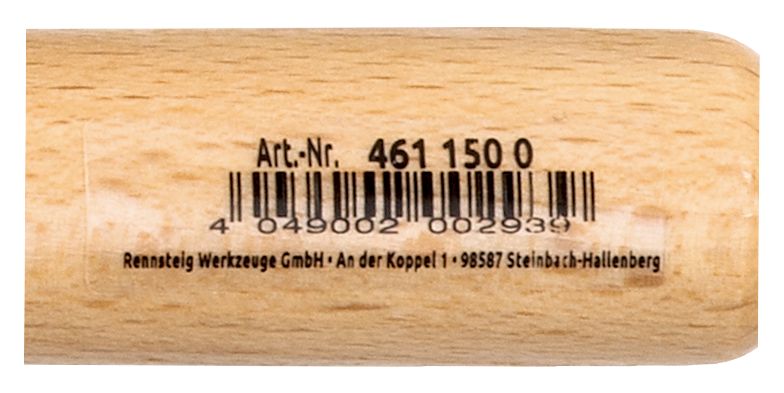 Art.-Nr. 461 150 0
4 049002 002939
Rennsteig Werkzeuge GmbH • An der Koppel 1 • 98587 Steinbach-Hallenberg